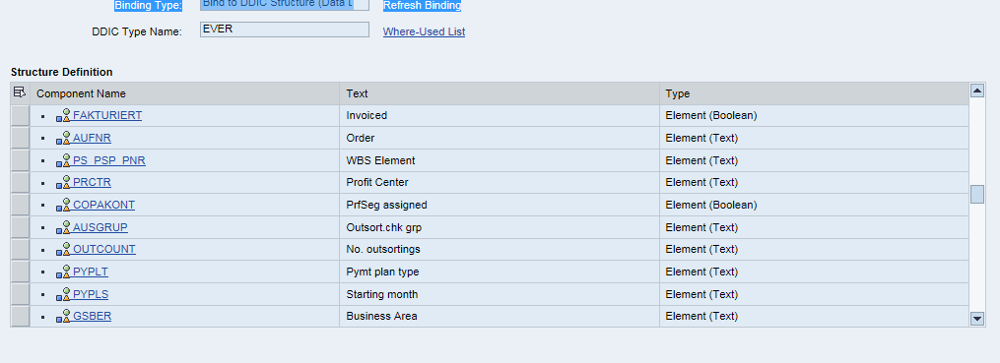 Binding Type: Bind to DDIC Structure (Data D Refresh Binding
DDIC Type Name: EVER Where-Used List
Structure Definition
Component Name Text Type
FAKTURIERT Invoiced Element (Boolean)
AUFNR Order Element (Text)
PS_PSP_PNR WBS Element Element (Text)
PRCTR Profit Center Element (Text)
COPAKONT PrfSeg assigned Element (Boolean)
AUSGRUP Outsort.chk grp Element (Text)
OUTCOUNT No. outsortings Element (Text)
PYPLT Pymt plan type Element (Text)
PYPLS Starting month Element (Text)
GSBER Business Area Element (Text)